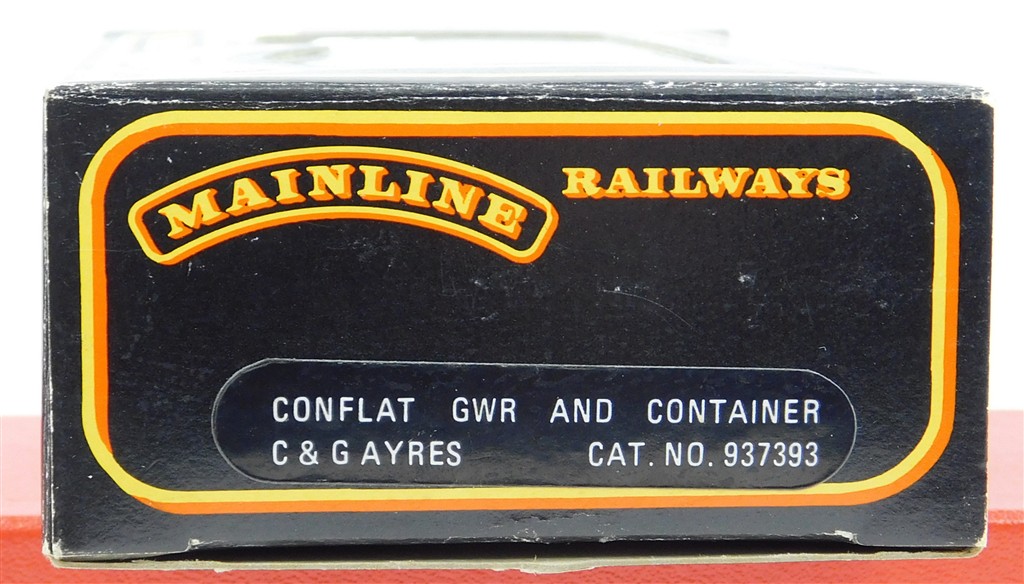 MAINLINE RAILWAYS
CONFLAT GWR AND CONTAINER
C & G AYRES CAT. NO. 937393